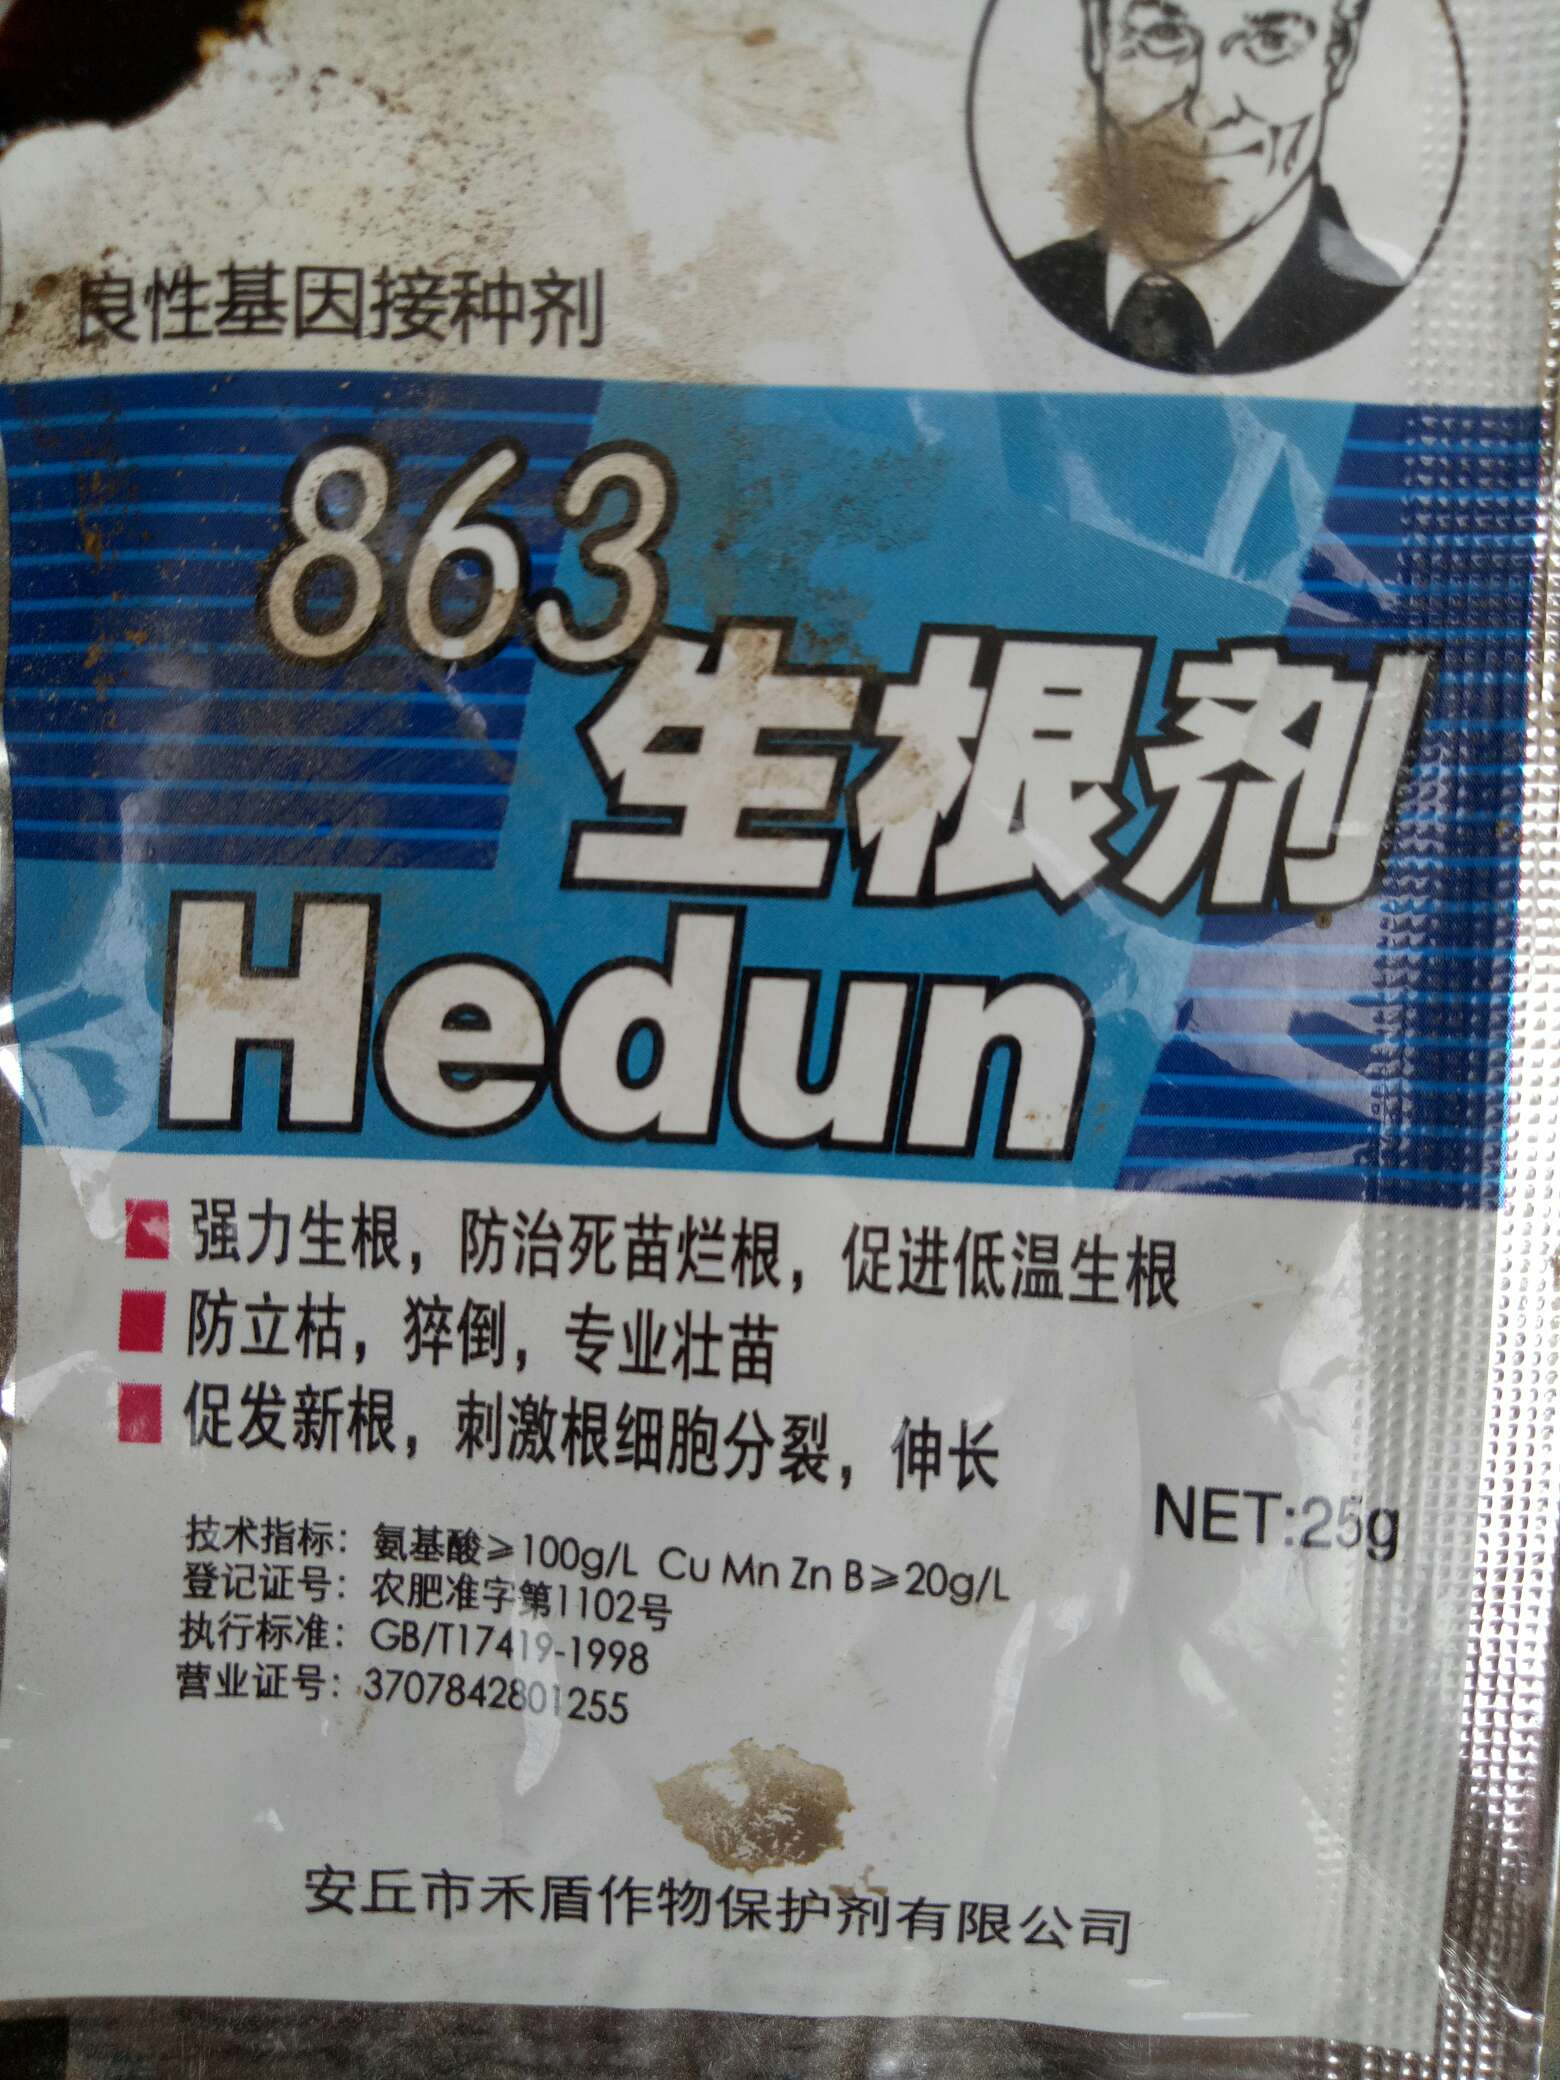 良性基因接种剂
863
生根剂
Hedun
强力生根，防治死苗烂根，促进低温生根
防立枯，猝倒，专业壮苗
促发新根，刺激根细胞分裂，伸长
NET:25g
技术指标：氨基酸≥100g/L Cu Mn Zn B≥20g/L
登记证号：农肥准字第1102号
执行标准：GB/T17419-1998
营业证号：3707842801255
安丘市禾盾作物保护剂有限公司